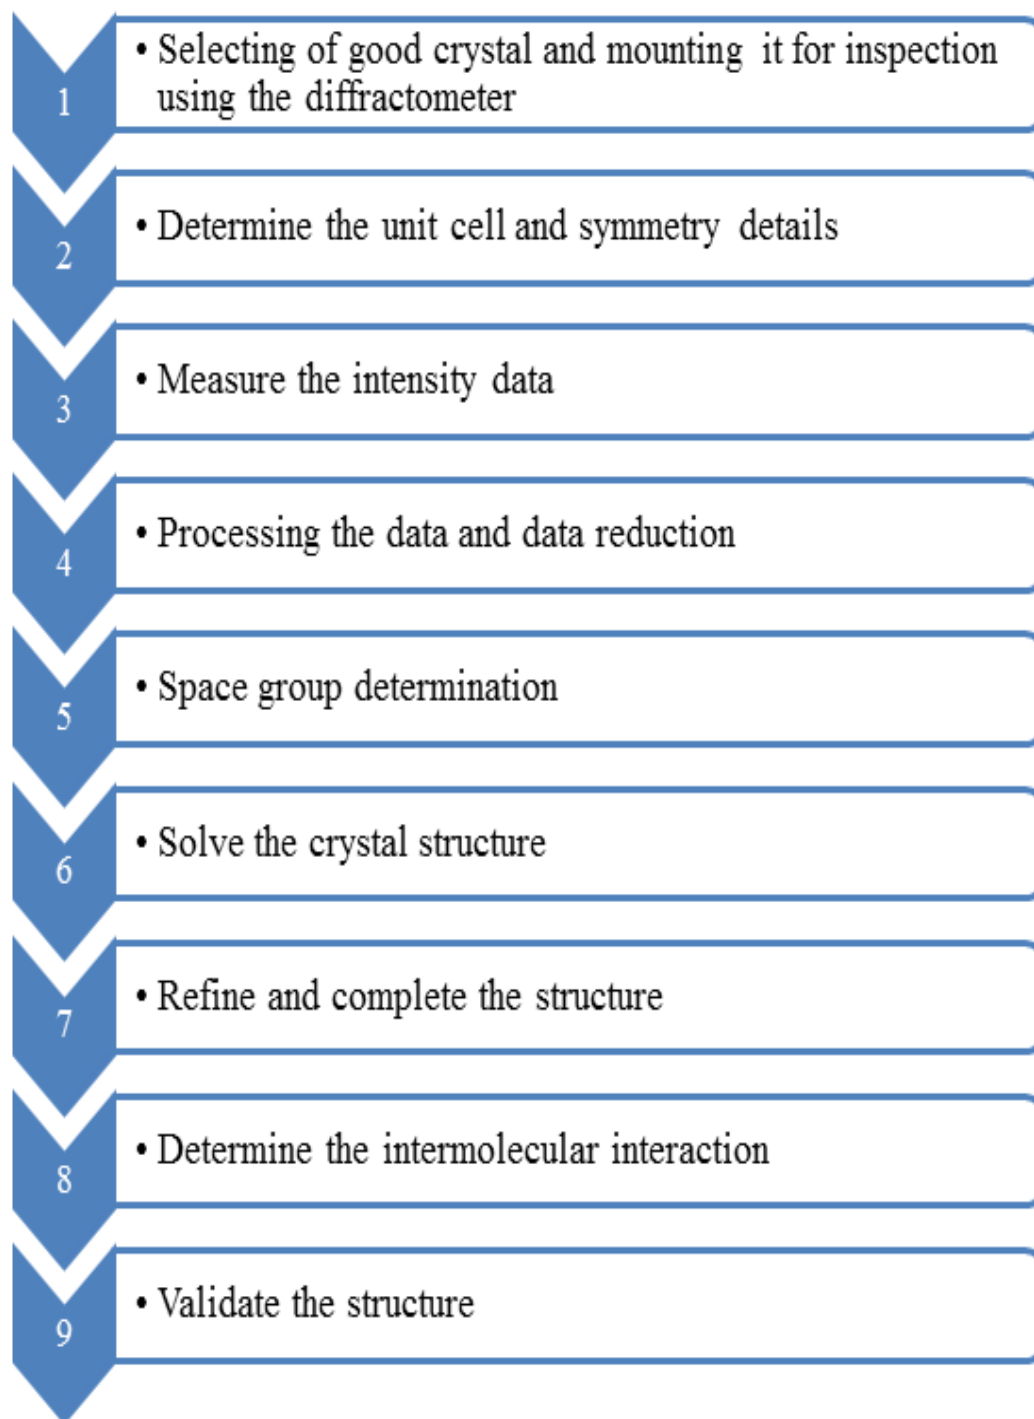 1
• Selecting of good crystal and mounting it for inspection
using the diffractometer
2
• Determine the unit cell and symmetry details
3
• Measure the intensity data
4
• Processing the data and data reduction
5
• Space group determination
6
• Solve the crystal structure
7
• Refine and complete the structure
8
• Determine the intermolecular interaction
9
• Validate the structure